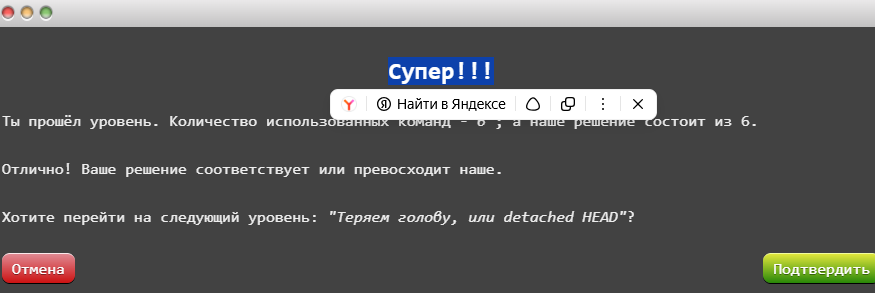 Супер!!!
Найти в Яндексе
Ты прошёл уровень. Количество использованных команд - 6 ; а наше решение состоит из 6.
Отлично! Ваше решение соответствует или превосходит наше.
Хотите перейти на следующий уровень: "Теряем голову, или detached HEAD"?
Отмена
Подтвердить